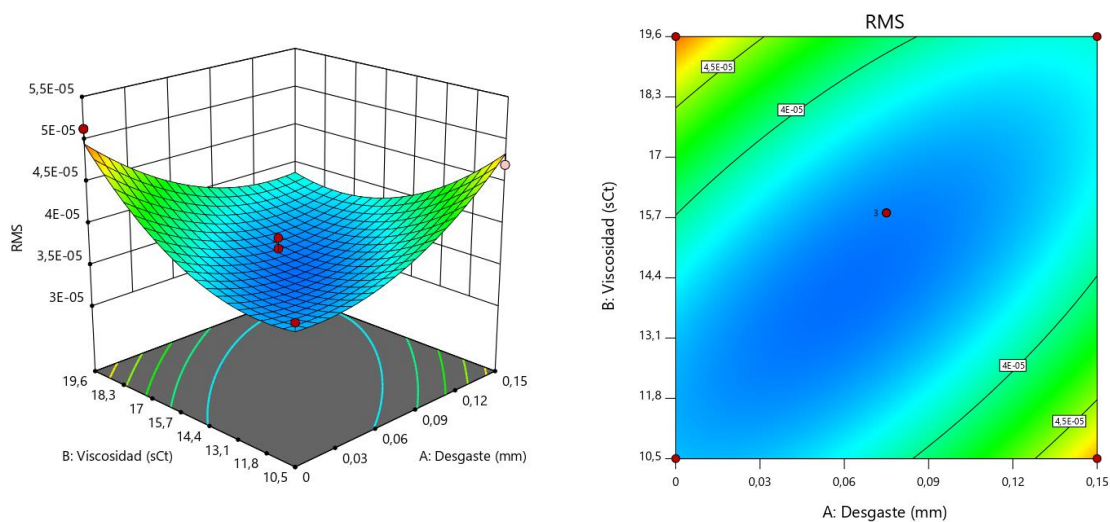 5,5E-05
5E-05
4,5E-05
4E-05
3,5E-05
3E-05
RMS
19,6
18,3
17
15,7
14,4
13,1
11,8
10,5
B: Viscosidad (sCt)
0,15
0,12
0,09
0,06
0,03
0
A: Desgaste (mm)
RMS
19,6
18,3
17
15,7
14,4
13,1
11,8
10,5
B: Viscosidad (sCt)
4,5E-05
4E-05
3
4E-05
4,5E-05
0
0,03
0,06
0,09
0,12
0,15
A: Desgaste (mm)